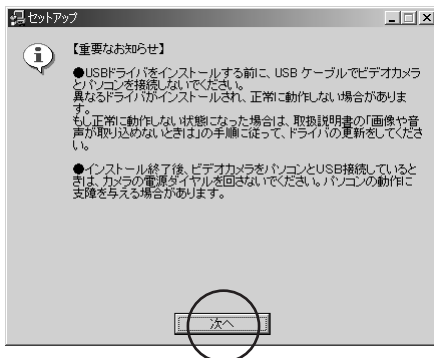 セットアップ
【重要なお知らせ】
●USBドライバをインストールする前に、USB ケーブルでビデオカメラ
とパソコンを接続しないでください。
異なるドライバがインストールされ、正常に動作しない場合がありま
す。
もし正常に動作しない状態になった場合は、取扱説明書の「画像や音
声が取り込めないときは」の手順に従って、ドライバの更新をしてくださ
い。
●インストール終了後、ビデオカメラをパソコンとUSB接続していると
きは、カメラの電源ダイヤルを回さないでください。パソコンの動作に
支障を与える場合があります。
次へ